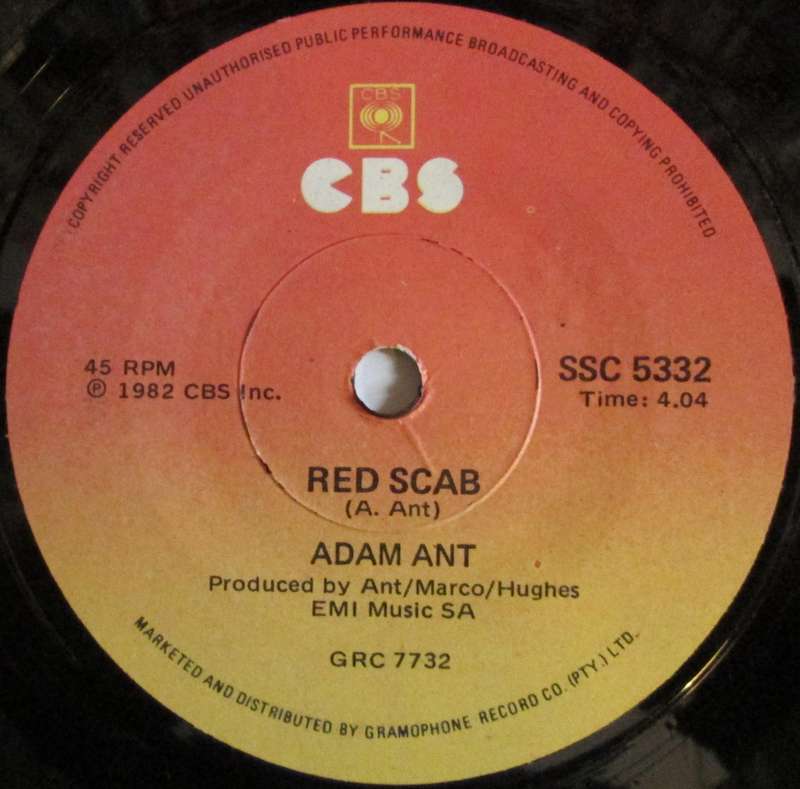 COPYRIGHT RESERVED UNAUTHORISED PUBLIC PERFORMANCE BROADCASTING AND COPYING PROHIBITED
CBS
CBS
45 RPM
℗ 1982 CBS Inc.
SSC 5332
Time: 4.04
RED SCAB
(A. Ant)
ADAM ANT
Produced by Ant/Marco/Hughes
EMI Music SA
GRC 7732
MARKETED AND DISTRIBUTED BY GRAMOPHONE RECORD CO. (PTY.) LTD.